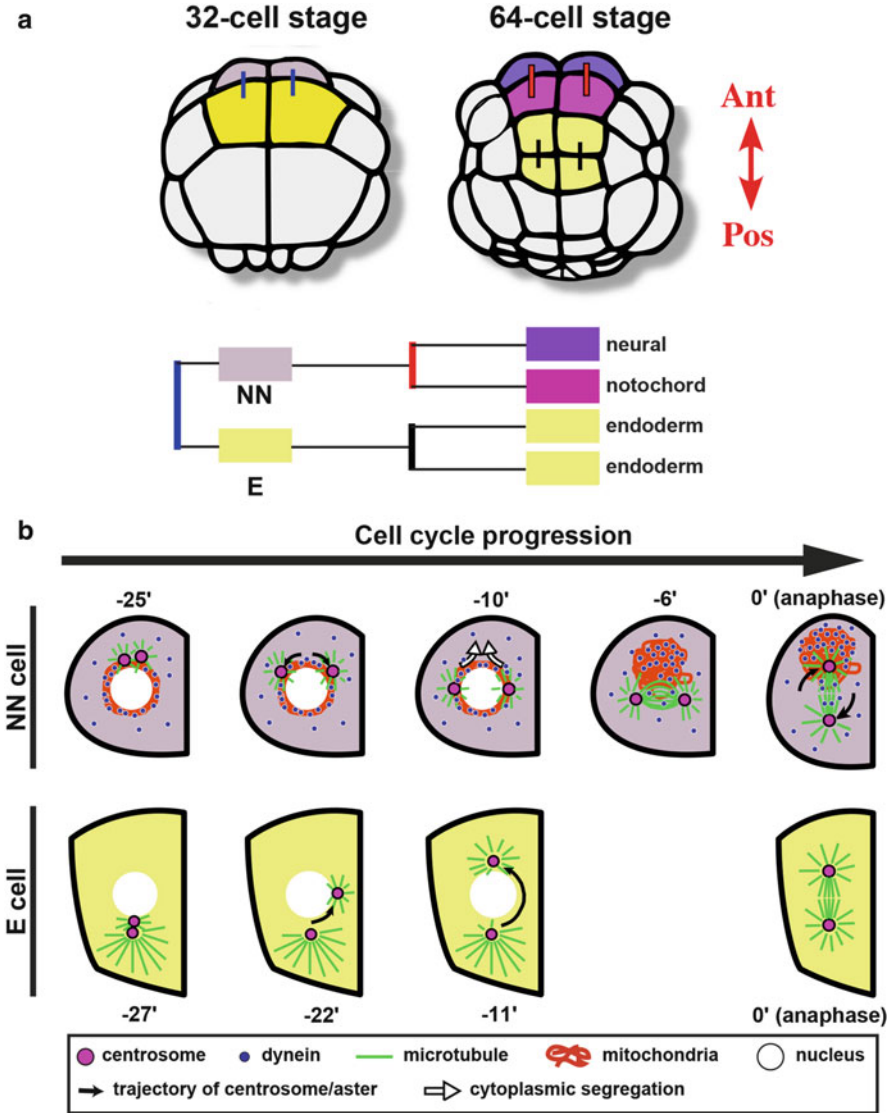 a
32-cell stage 64-cell stage
Ant
Pos
neural
NN
notochord
endoderm
E
endoderm
b
Cell cycle progression
-25' -10' -6' 0' (anaphase)
NN cell
E cell
-27' -22' -11' 0' (anaphase)
centrosome dynein microtubule mitochondria nucleus
trajectory of centrosome/aster cytoplasmic segregation